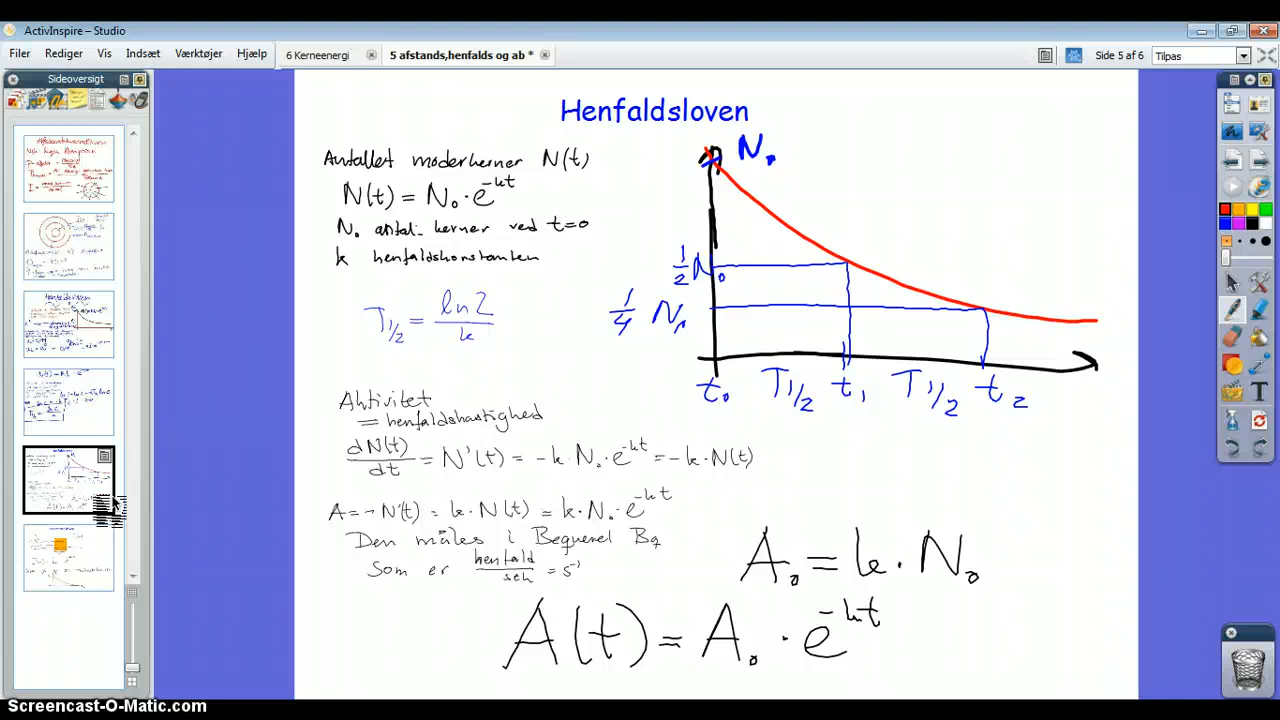 ActivInspire – Studio
Filer Rediger Vis Indsæt Værktøjer Hjælp
6 Kerneenergi
5 afstands,henfalds og ab *
Side 5 af 6
Tilpas
Sideoversigt
Henfaldsloven
Antallet moderkerner N(t)
N(t) = N₀ · e^-kt
N₀ antal kerner ved t=0
k henfaldskonstanten
T1/2 = ln2/k
N₀
1/2 N₀
1/4 N₀
t₀ T1/2 t₁ T1/2 t₂
Aktivitet
= henfaldshastighed
dN(t)/dt = N'(t) = -k · N₀ · e^-kt = -k · N(t)
A = -N'(t) = k · N(t) = k · N₀ · e^-kt
Den måles i Bequerel Bq
Som er henfald/sek = s⁻¹
A₀ = k · N₀
A(t) = A₀ · e^-kt
Screencast-O-Matic.com